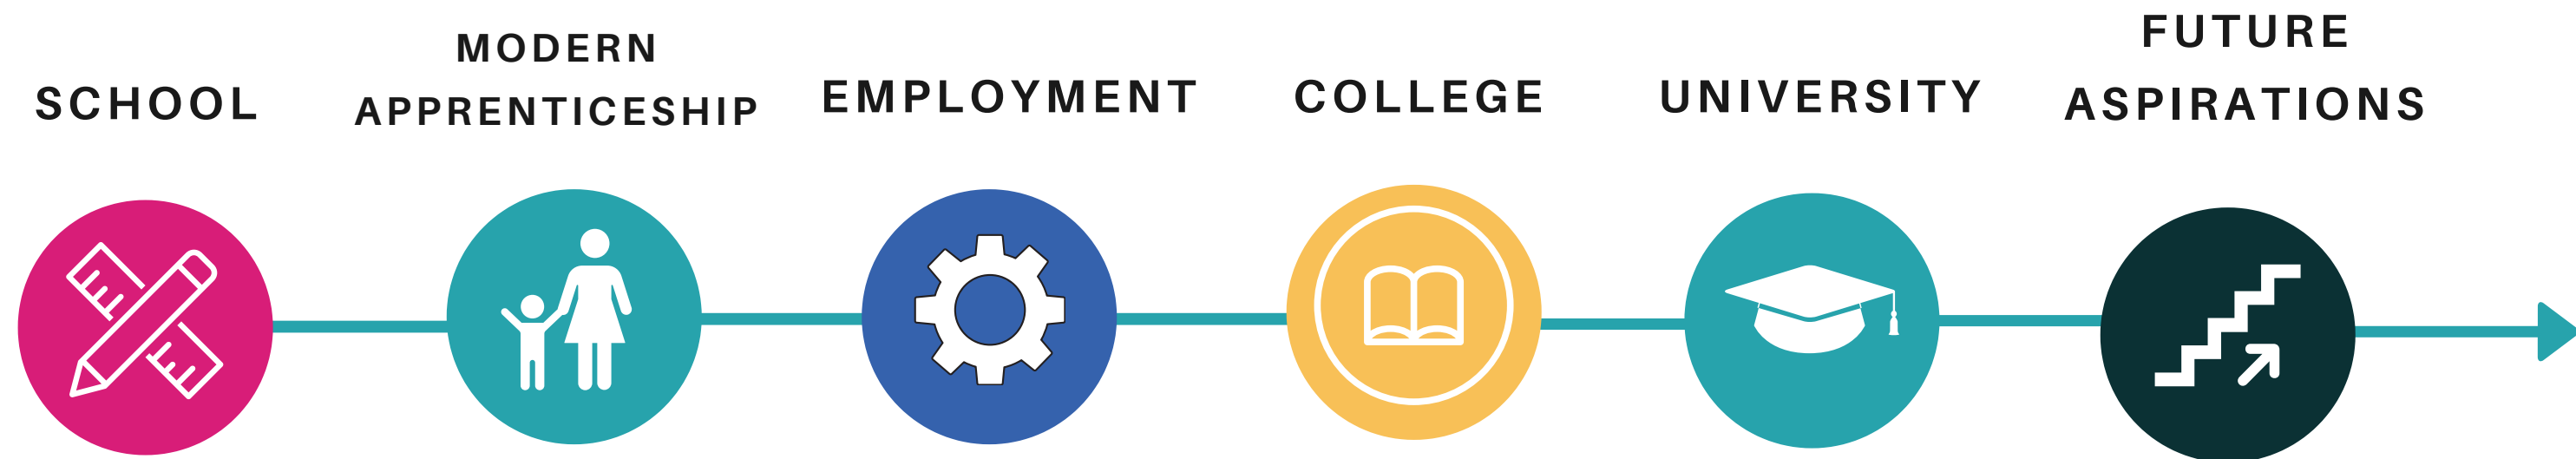 SCHOOL
MODERN
APPRENTICESHIP
EMPLOYMENT
COLLEGE
UNIVERSITY
FUTURE
ASPIRATIONS